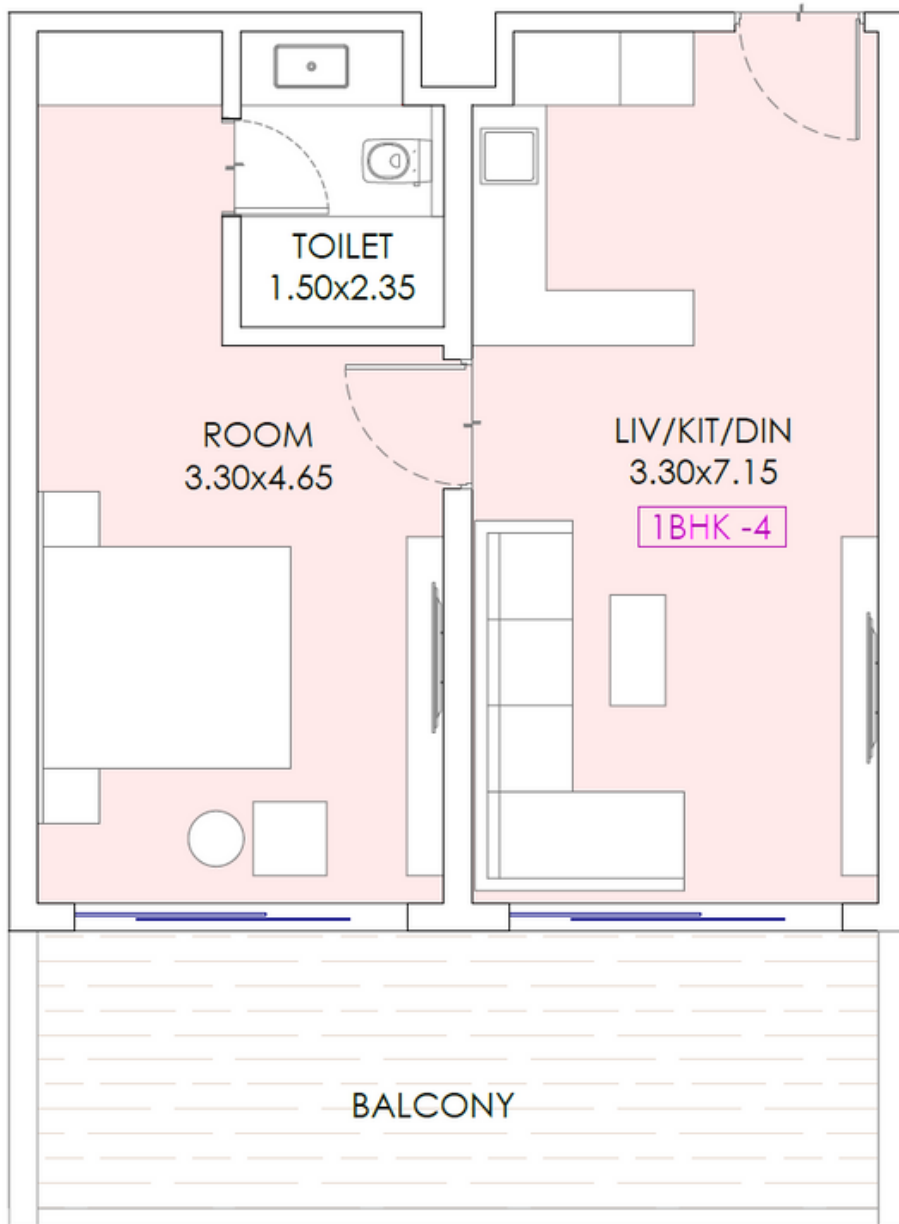 TOILET
1.50x2.35
ROOM
3.30x4.65
LIV/KIT/DIN
3.30x7.15
1BHK -4
BALCONY